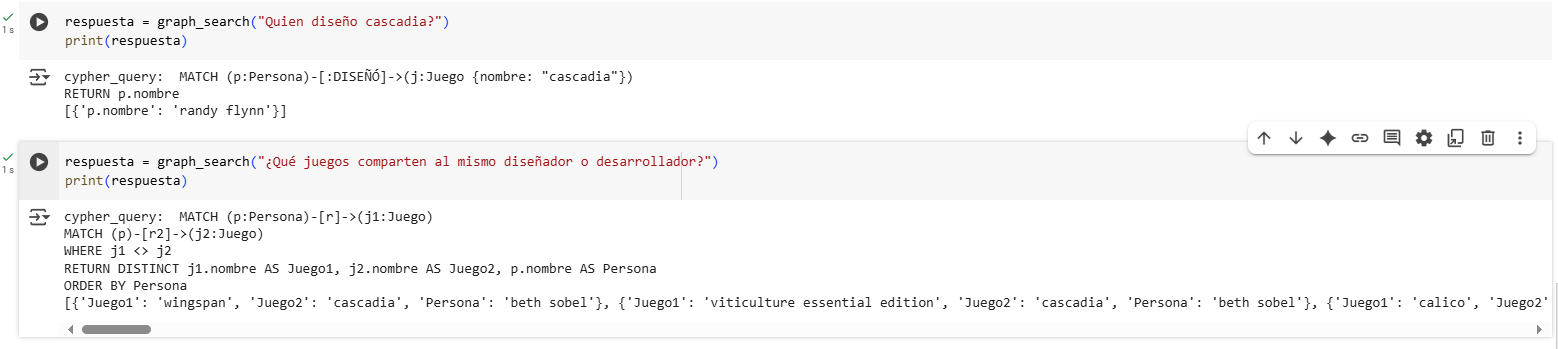 respuesta = graph_search("Quien diseño cascadia?")
print(respuesta)
1s
cypher_query:  MATCH (p:Persona)-[:DISEÑÓ]->(j:Juego {nombre: "cascadia"})
RETURN p.nombre
[{'p.nombre': 'randy flynn'}]
respuesta = graph_search("¿Qué juegos comparten al mismo diseñador o desarrollador?")
print(respuesta)
1s
cypher_query:  MATCH (p:Persona)-[r]->(j1:Juego)
MATCH (p)-[r2]->(j2:Juego)
WHERE j1 <> j2
RETURN DISTINCT j1.nombre AS Juego1, j2.nombre AS Juego2, p.nombre AS Persona
ORDER BY Persona
[{'Juego1': 'wingspan', 'Juego2': 'cascadia', 'Persona': 'beth sobel'}, {'Juego1': 'viticulture essential edition', 'Juego2': 'cascadia', 'Persona': 'beth sobel'}, {'Juego1': 'calico', 'Juego2'